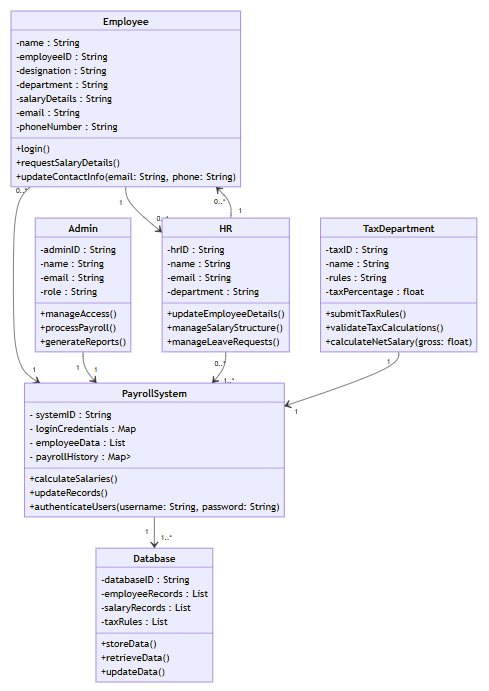 Employee
-name : String
-employeeID : String
-designation : String
-department : String
-salaryDetails : String
-email : String
-phoneNumber : String
+login()
+requestSalaryDetails()
+updateContactInfo(email: String, phone: String)
0..*
1
0..*
0..*
1
Admin
-adminID : String
-name : String
-email : String
-role : String
+manageAccess()
+processPayroll()
+generateReports()
HR
-hrID : String
-name : String
-email : String
-department : String
+updateEmployeeDetails()
+manageSalaryStructure()
+manageLeaveRequests()
TaxDepartment
-taxID : String
-name : String
-rules : String
-taxPercentage : float
+submitTaxRules()
+validateTaxCalculations()
+calculateNetSalary(gross: float)
1
1
1
0..*
1..*
1
1
PayrollSystem
- systemID : String
- loginCredentials : Map
- employeeData : List
- payrollHistory : Map>
+calculateSalaries()
+updateRecords()
+authenticateUsers(username: String, password: String)
1
1..*
Database
-databaseID : String
-employeeRecords : List
-salaryRecords : List
-taxRules : List
+storeData()
+retrieveData()
+updateData()